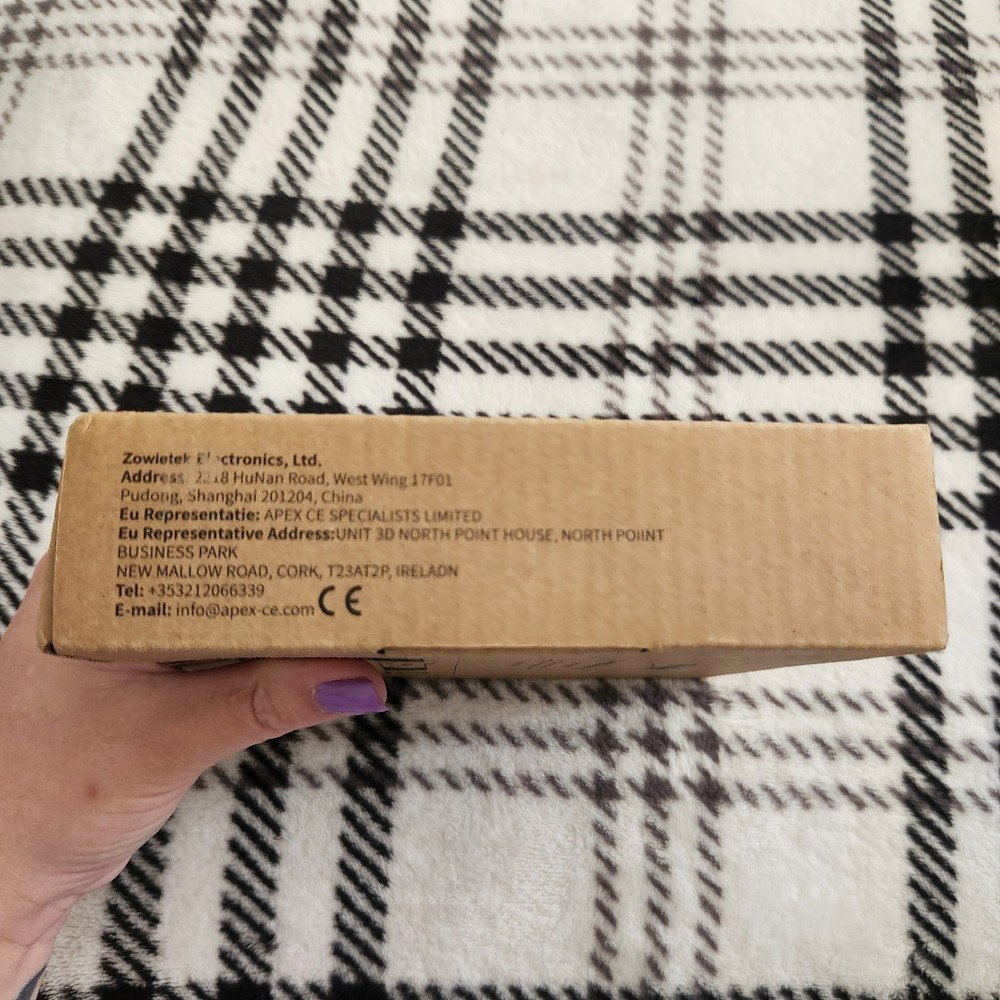 Zowietek Electronics, Ltd.
Address: 2218 HuNan Road, West Wing 17F01
Pudong, Shanghai 201204, China
Eu Representatie: APEX CE SPECIALISTS LIMITED
Eu Representative Address:UNIT 3D NORTH POINT HOUSE, NORTH POIINT
BUSINESS PARK
NEW MALLOW ROAD, CORK, T23AT2P, IRELADN
Tel: +353212066339
E-mail: info@apex-ce.com CE